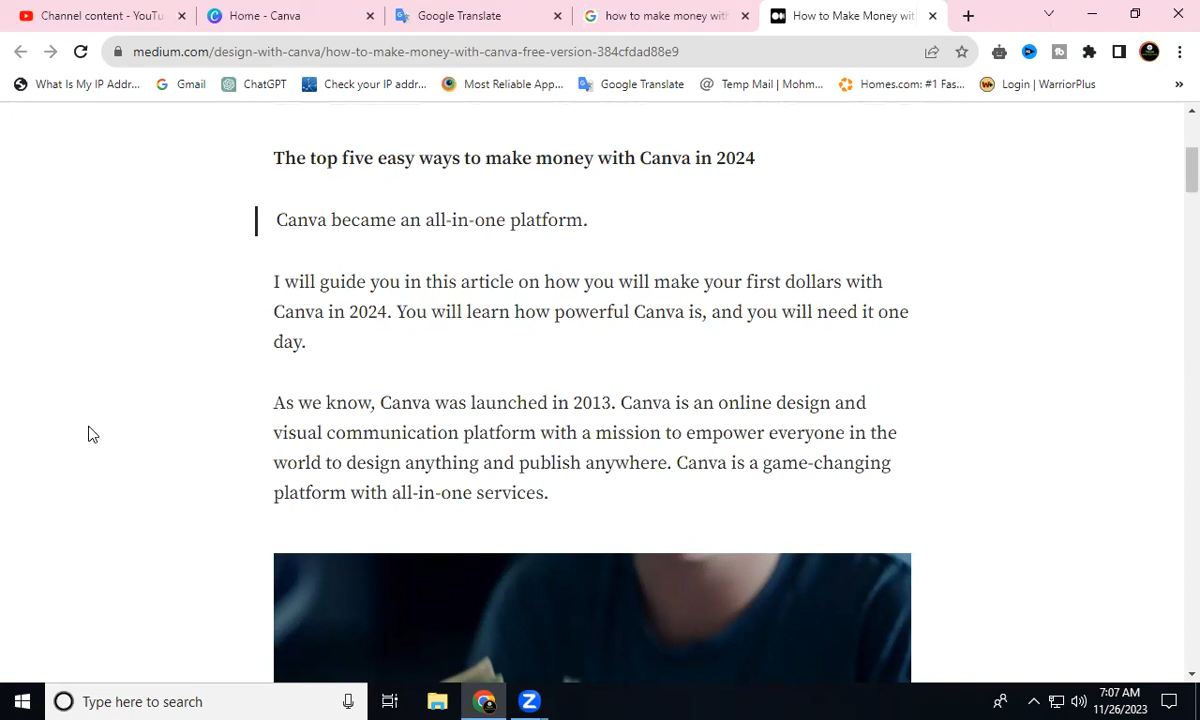 Channel content - YouTu
Home - Canva
Google Translate
how to make money with
How to Make Money wit
medium.com/design-with-canva/how-to-make-money-with-canva-free-version-384cfdad88e9
What Is My IP Addr...
Gmail
ChatGPT
Check your IP addr...
Most Reliable App...
Google Translate
Temp Mail | Mohm...
Homes.com: #1 Fas...
Login | WarriorPlus
»
The top five easy ways to make money with Canva in 2024
Canva became an all-in-one platform.
I will guide you in this article on how you will make your first dollars with
Canva in 2024. You will learn how powerful Canva is, and you will need it one
day.
As we know, Canva was launched in 2013. Canva is an online design and
visual communication platform with a mission to empower everyone in the
world to design anything and publish anywhere. Canva is a game-changing
platform with all-in-one services.
Type here to search
7:07 AM
11/26/2023